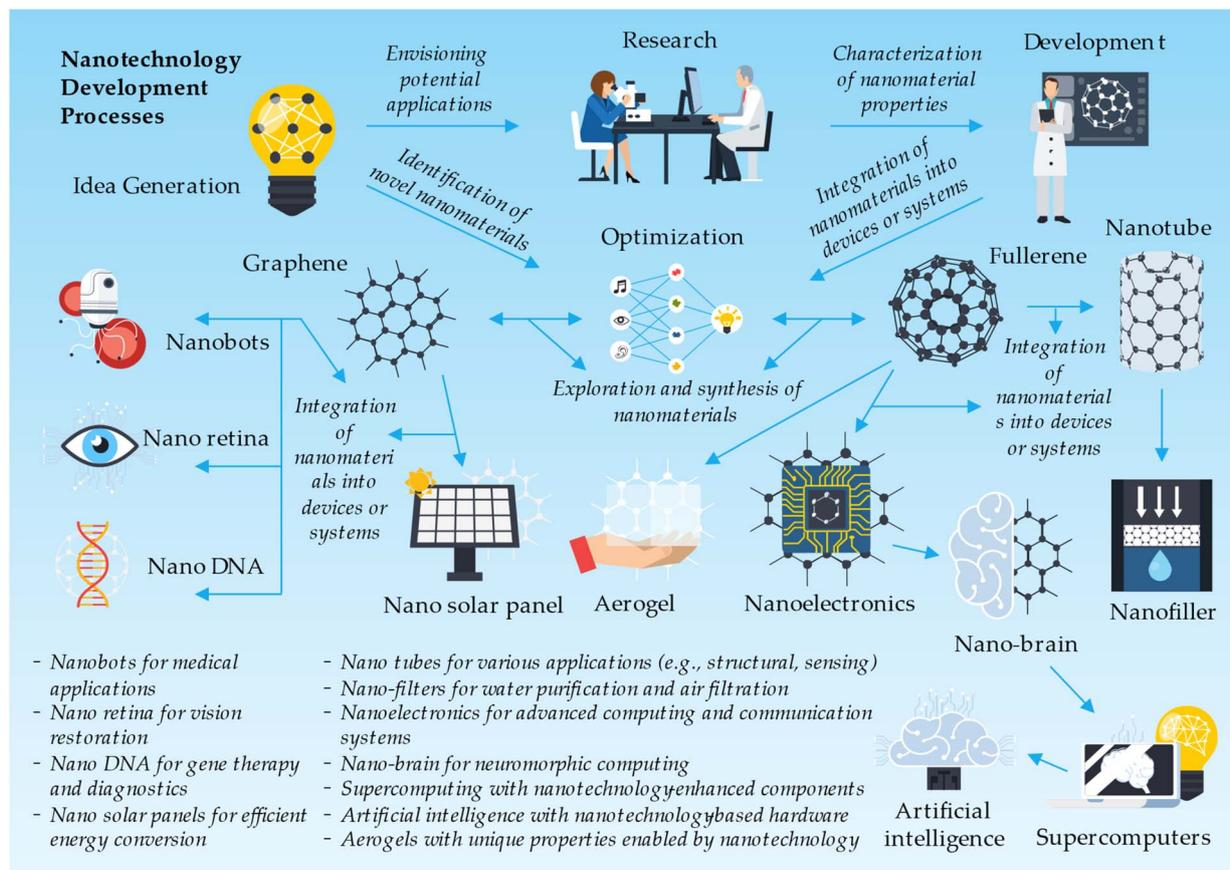 Nanotechnology
Development
Processes
Idea Generation
Envisioning
potential
applications
Research
Characterization
of nanomaterial
properties
Development
Identification of
novel nanomaterials
Integration of
nanomaterials into
devices or systems
Optimization
Graphene
Fullerene
Nanotube
Nanobots
Exploration and synthesis of
nanomaterials
Integration
of
nanomaterial
s into devices
or systems
Integration
of
nanomateri
als into
devices or
systems
Nano retina
Nano DNA
Nano solar panel
Aerogel
Nanoelectronics
Nanofiller
Nano-brain
- Nanobots for medical
applications
- Nano retina for vision
restoration
- Nano DNA for gene therapy
and diagnostics
- Nano solar panels for efficient
energy conversion
- Nano tubes for various applications (e.g., structural, sensing)
- Nano-filters for water purification and air filtration
- Nanoelectronics for advanced computing and communication
systems
- Nano-brain for neuromorphic computing
- Supercomputing with nanotechnology-enhanced components
- Artificial intelligence with nanotechnology-based hardware
- Aerogels with unique properties enabled by nanotechnology
Artificial
intelligence
Supercomputers